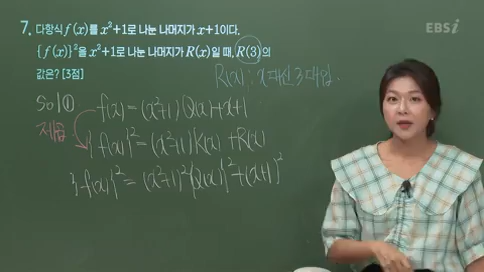 EBSi
7. 다항식 f(x)를 x²+1로 나눈 나머지가 x+1이다.
{f(x)}²을 x²+1로 나눈 나머지가 R(x)일 때, R(3)의
값은? [3점]
R(x): x대신 3 대입.
Sol ①
f(x)=(x²+1)Q(x)+x+1
제곱
{f(x)}²=(x²+1)K(x)+R(x)
{f(x)}²=(x²+1)²{Q(x)}²+(x+1)²